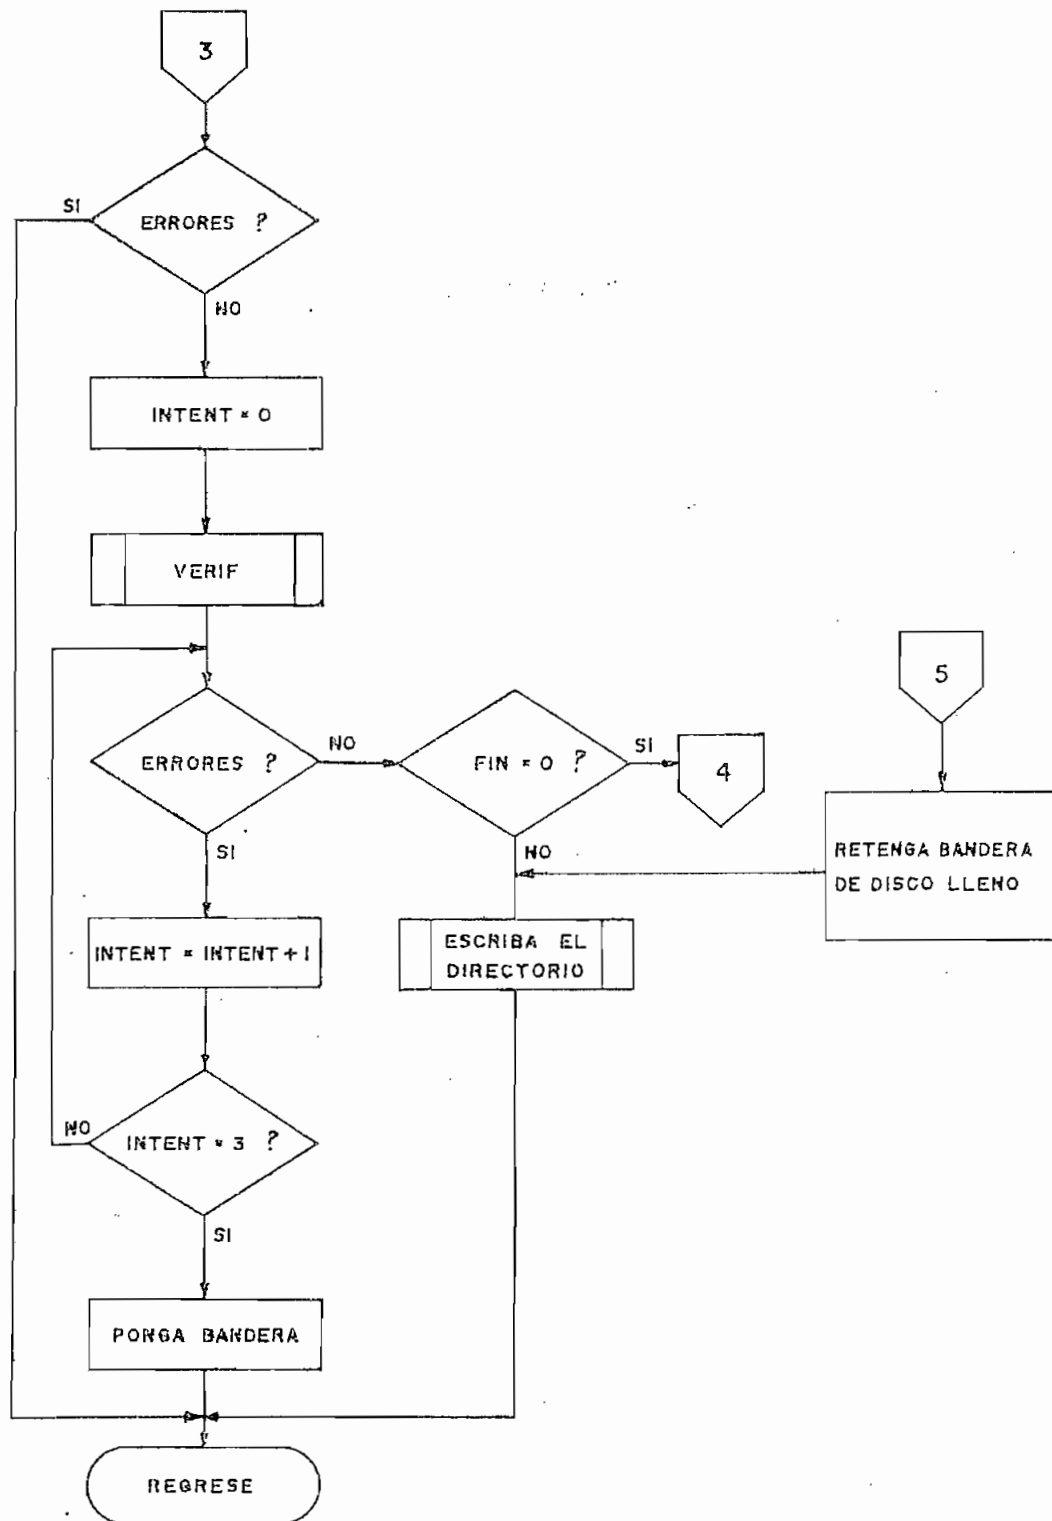 3
SI
ERRORES ?
NO
INTENT = 0
VERIF
5
ERRORES ?
NO
FIN = 0 ?
SI
4
SI
NO
RETENGA BANDERA
DE DISCO LLENO
INTENT = INTENT + 1
ESCRIBA EL
DIRECTORIO
NO
INTENT = 3 ?
SI
PONGA BANDERA
REGRESE